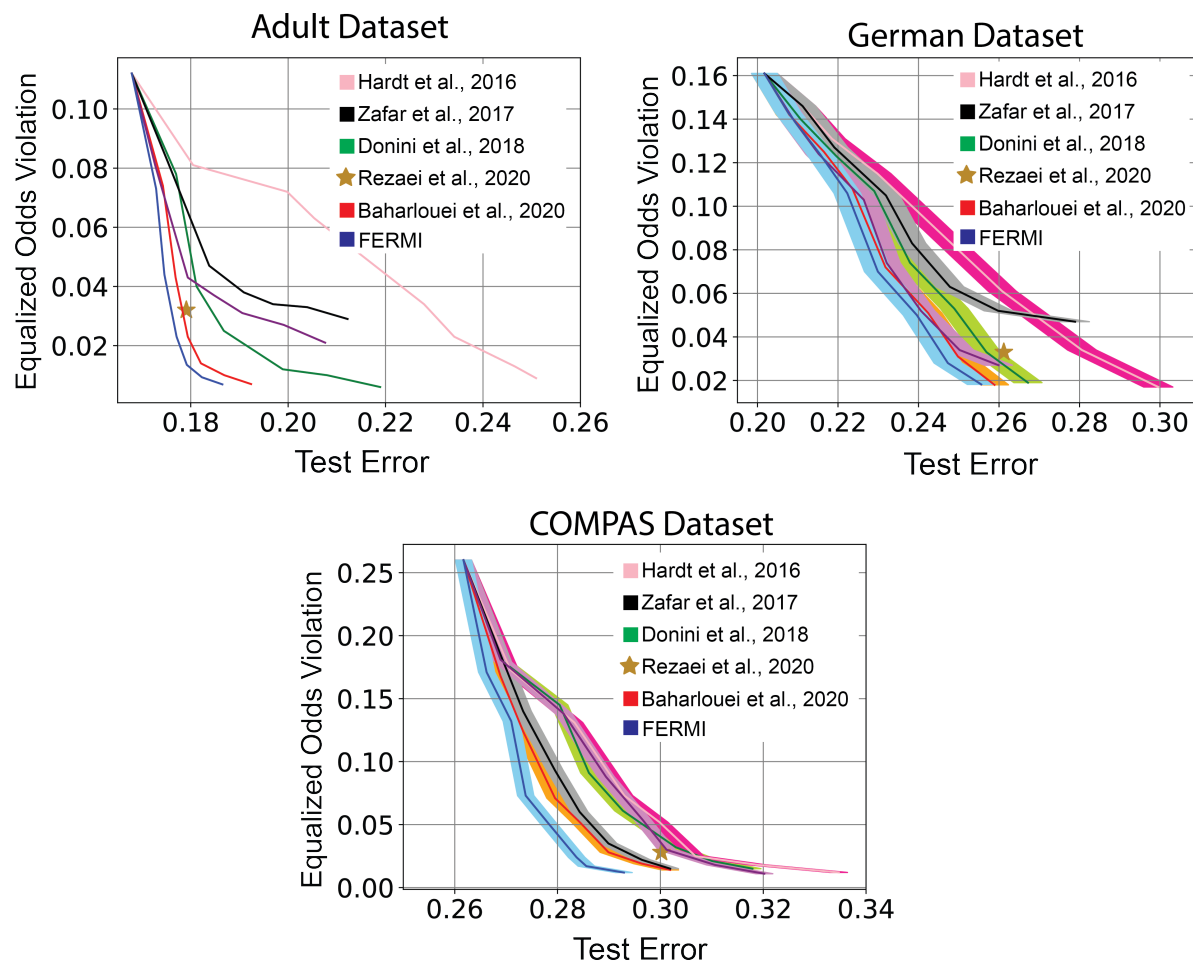 Adult Dataset
Equalized Odds Violation
0.10
0.08
0.06
0.04
0.02
Hardt et al., 2016
Zafar et al., 2017
Donini et al., 2018
Rezaei et al., 2020
Baharlouei et al., 2020
FERMI
0.18
0.20
0.22
0.24
0.26
Test Error
German Dataset
Equalized Odds Violation
0.16
0.14
0.12
0.10
0.08
0.06
0.04
0.02
Hardt et al., 2016
Zafar et al., 2017
Donini et al., 2018
Rezaei et al., 2020
Baharlouei et al., 2020
FERMI
0.20
0.22
0.24
0.26
0.28
0.30
Test Error
COMPAS Dataset
Equalized Odds Violation
0.25
0.20
0.15
0.10
0.05
0.00
Hardt et al., 2016
Zafar et al., 2017
Donini et al., 2018
Rezaei et al., 2020
Baharlouei et al., 2020
FERMI
0.26
0.28
0.30
0.32
0.34
Test Error